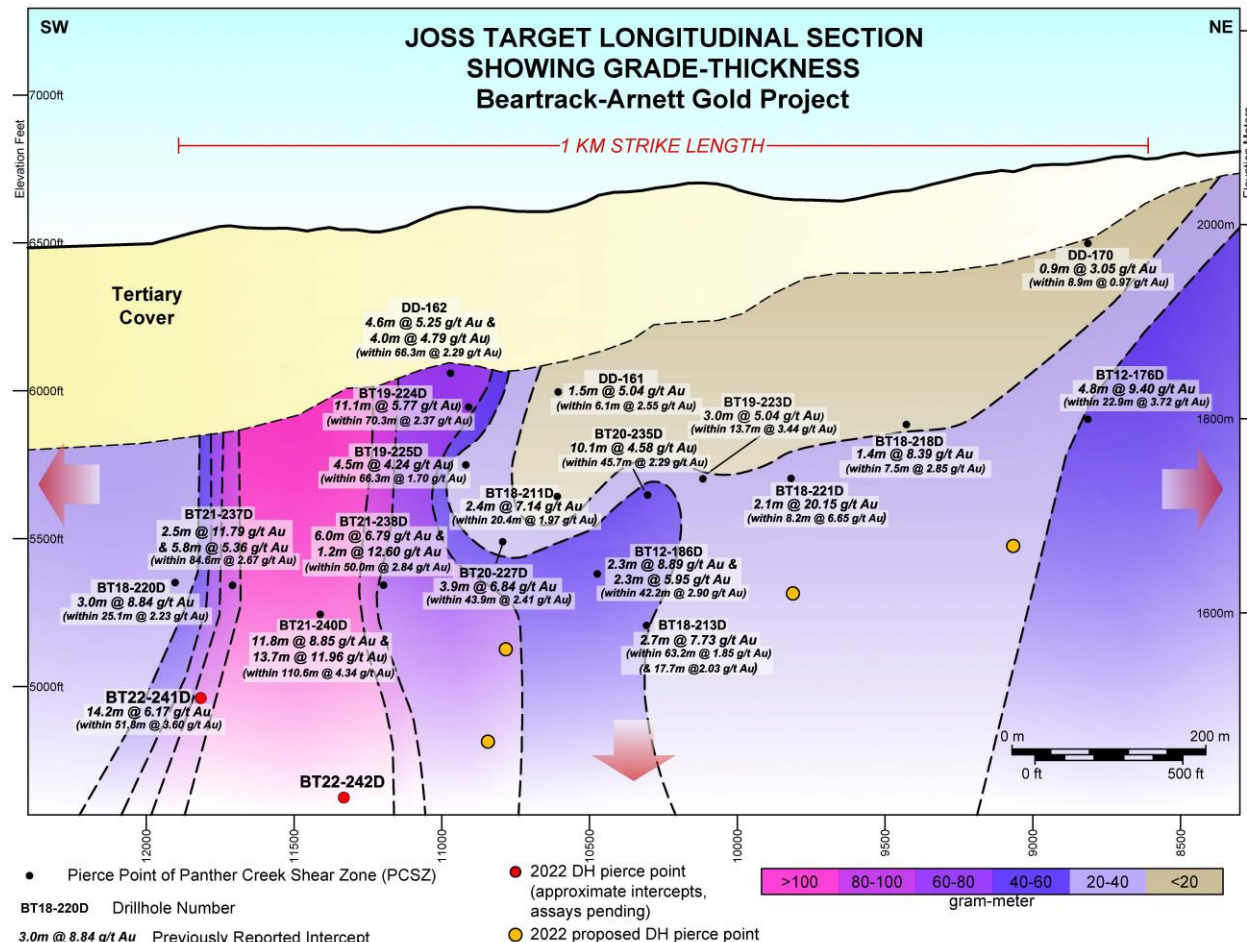 SW
NE
JOSS TARGET LONGITUDINAL SECTION
SHOWING GRADE-THICKNESS
Beartrack-Arnett Gold Project
1 KM STRIKE LENGTH
Elevation Feet
7000ft
6500ft
6000ft
5500ft
5000ft
Elevation Meters
2000m
1800m
1600m
Tertiary
Cover
DD-170
0.9m @ 3.05 g/t Au
(within 8.9m @ 0.97 g/t Au)
DD-162
4.6m @ 5.25 g/t Au &
4.0m @ 4.79 g/t Au)
(within 66.3m @ 2.29 g/t Au)
DD-161
1.5m @ 5.04 g/t Au
(within 6.1m @ 2.55 g/t Au)
BT12-176D
4.8m @ 9.40 g/t Au
(within 22.9m @ 3.72 g/t Au)
BT19-224D
11.1m @ 5.77 g/t Au)
(within 70.3m @ 2.37 g/t Au)
BT19-223D
3.0m @ 5.04 g/t Au
(within 13.7m @ 3.44 g/t Au)
BT20-235D
10.1m @ 4.58 g/t Au)
(within 45.7m @ 2.29 g/t Au)
BT18-218D
1.4m @ 8.39 g/t Au
(within 7.5m @ 2.85 g/t Au)
BT19-225D
4.5m @ 4.24 g/t Au)
(within 66.3m @ 1.70 g/t Au)
BT18-211D
2.4m @ 7.14 g/t Au
(within 20.4m @ 1.97 g/t Au)
BT18-221D
2.1m @ 20.15 g/t Au
(within 8.2m @ 6.65 g/t Au)
BT21-237D
2.5m @ 11.79 g/t Au
& 5.8m @ 5.36 g/t Au)
(within 84.6m @ 2.67 g/t Au)
BT21-238D
6.0m @ 6.79 g/t Au &
1.2m @ 12.60 g/t Au
(within 50.0m @ 2.84 g/t Au)
BT18-220D
3.0m @ 8.84 g/t Au
(within 25.1m @ 2.23 g/t Au)
BT20-227D
3.9m @ 6.84 g/t Au
(within 43.9m @ 2.41 g/t Au)
BT12-186D
2.3m @ 8.89 g/t Au &
2.3m @ 5.95 g/t Au
(within 42.2m @ 2.90 g/t Au)
BT21-240D
11.8m @ 8.85 g/t Au &
13.7m @ 11.96 g/t Au
(within 110.6m @ 4.34 g/t Au)
BT18-213D
2.7m @ 7.73 g/t Au
(within 63.2m @ 1.85 g/t Au)
(& 17.7m @2.03 g/t Au)
BT22-241D
14.2m @ 6.17 g/t Au
(within 51.8m @ 3.60 g/t Au)
BT22-242D
0 m 200 m
0 ft 500 ft
12000 11500 11000 10500 10000 9500 9000 8500
Pierce Point of Panther Creek Shear Zone (PCSZ)
BT18-220D Drillhole Number
3.0m @ 8.84 g/t Au Previously Reported Intercept
2022 DH pierce point
(approximate intercepts,
assays pending)
2022 proposed DH pierce point
>100 80-100 60-80 40-60 20-40 <20
gram-meter